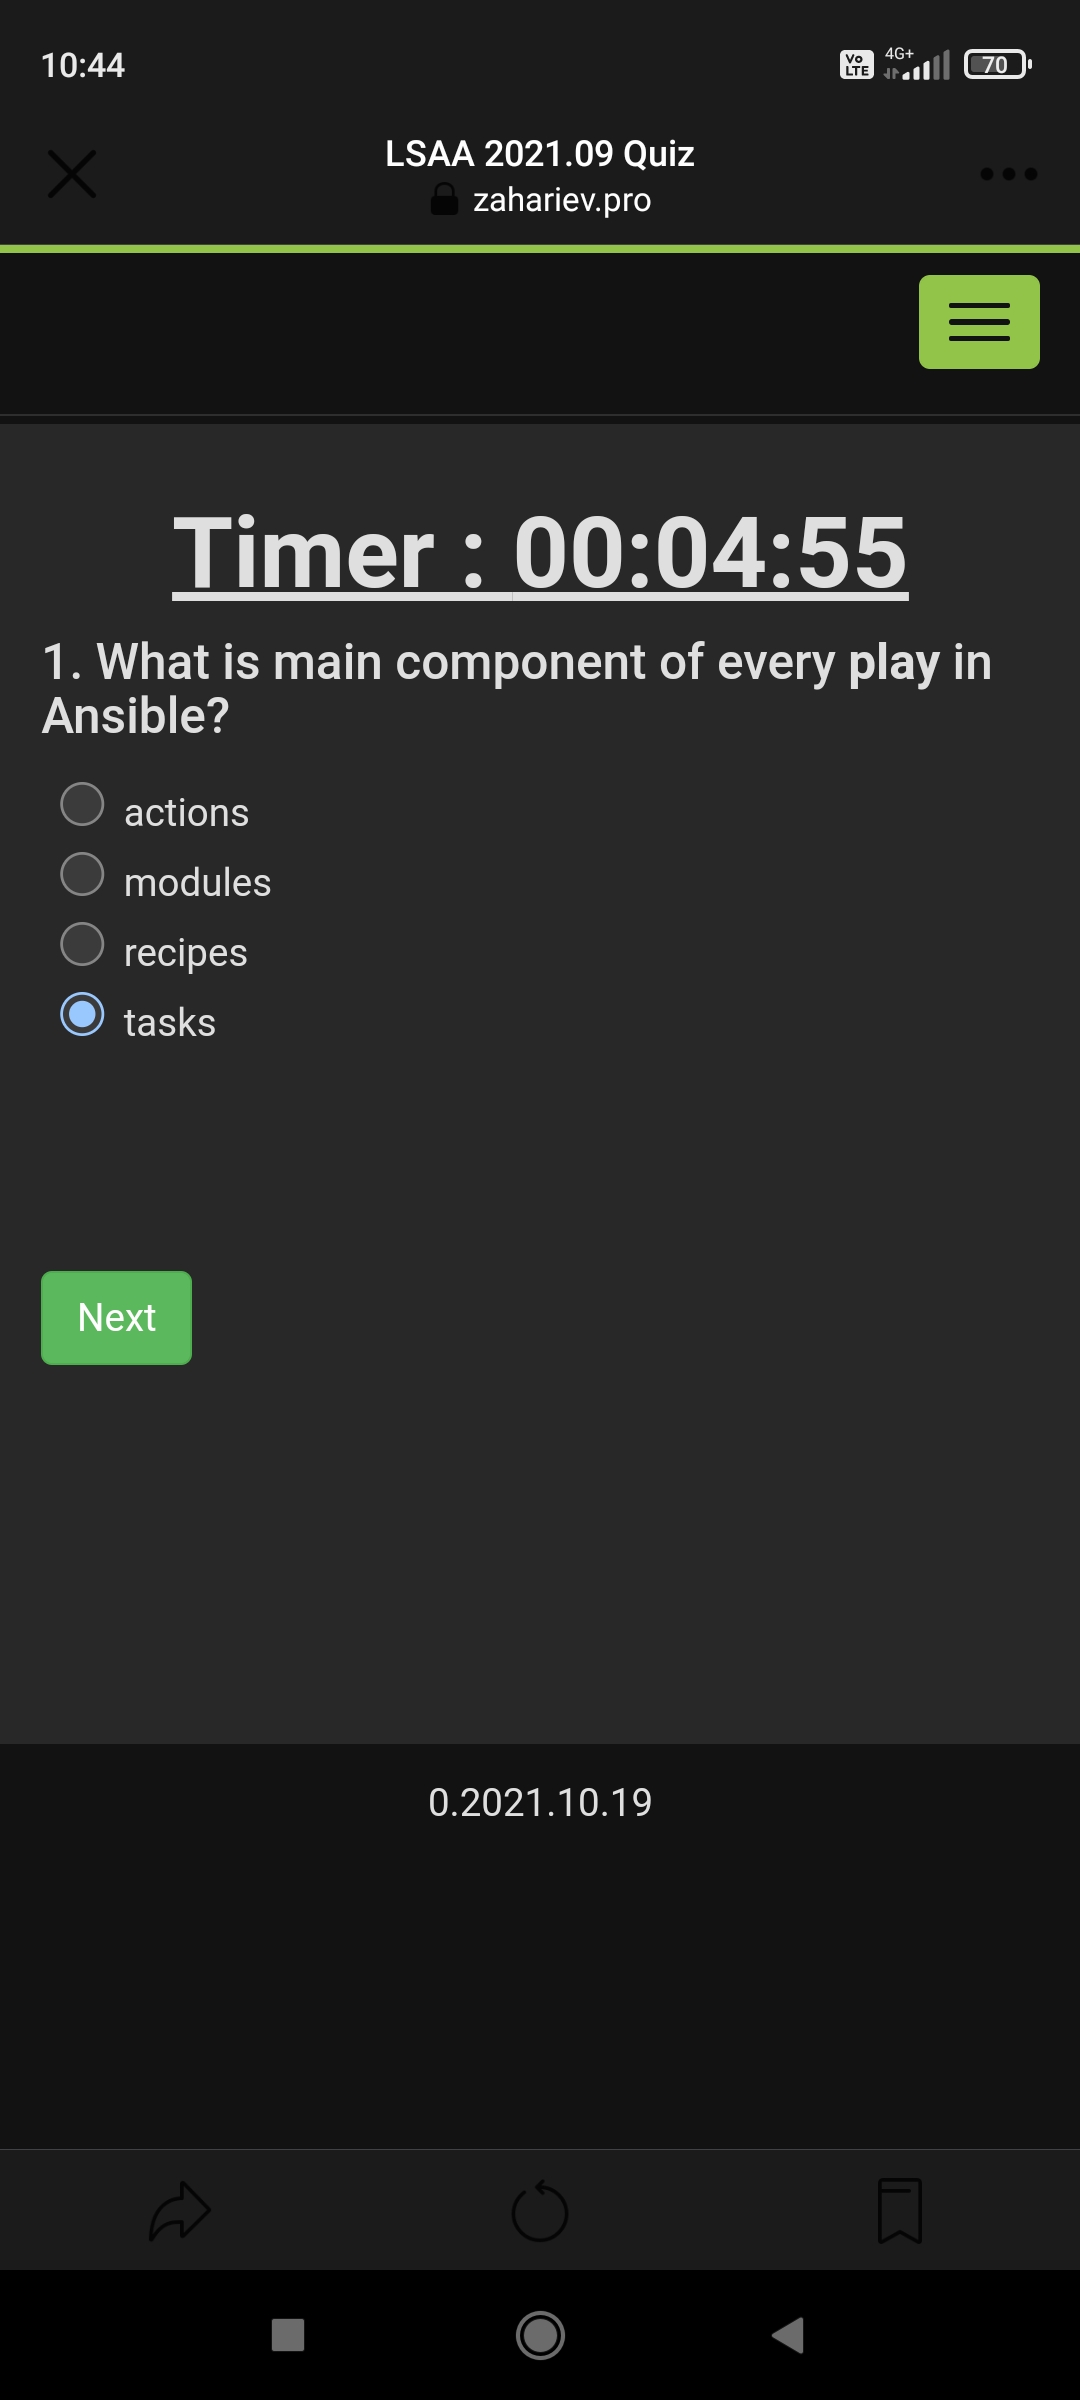 10:44
Vo LTE 4G+ 70
LSAA 2021.09 Quiz
zahariev.pro
Timer : 00:04:55
1. What is main component of every play in
Ansible?
actions
modules
recipes
tasks
Next
0.2021.10.19